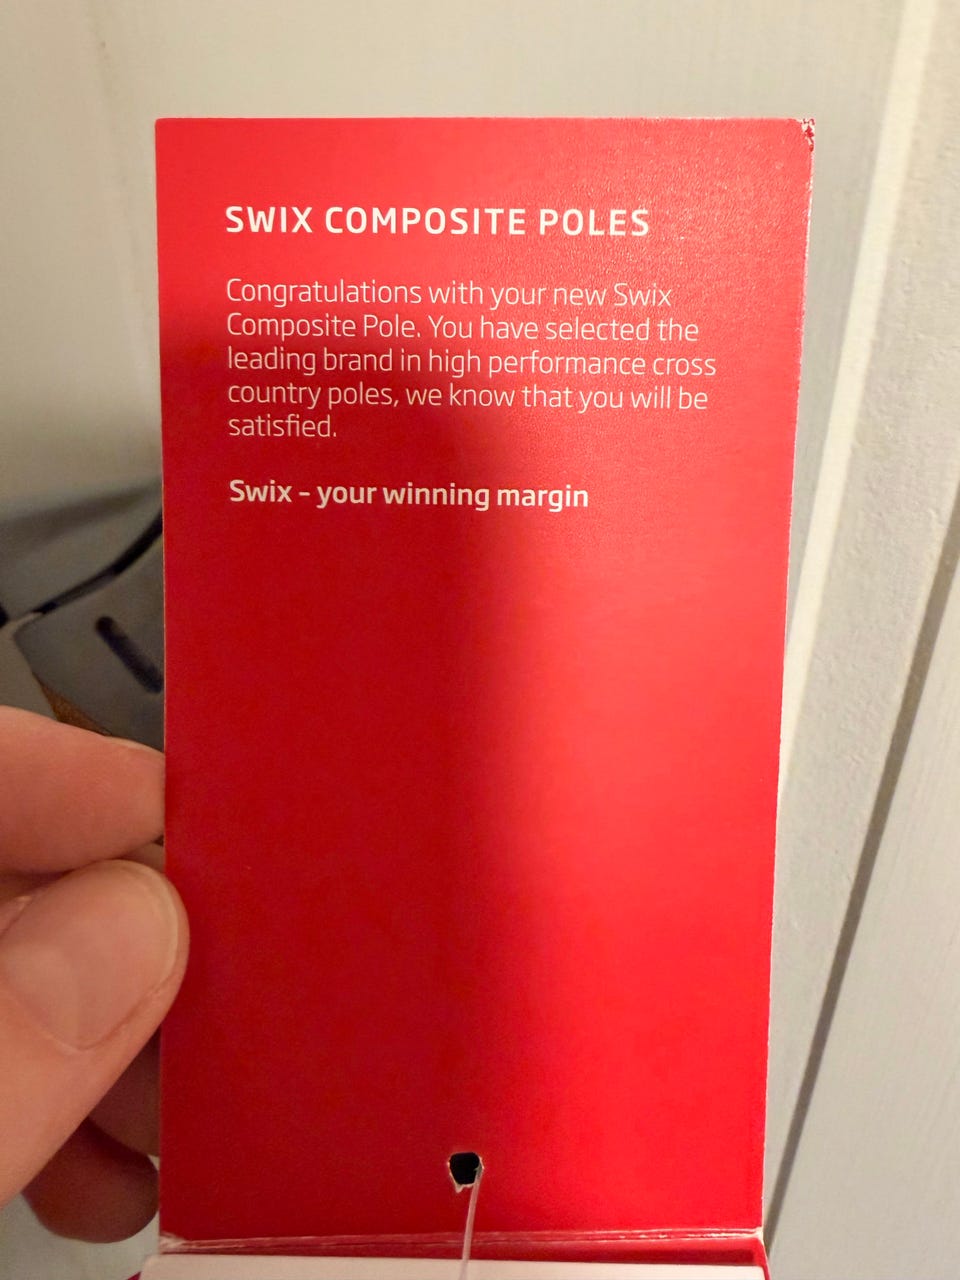 SWIX COMPOSITE POLES
Congratulations with your new Swix
Composite Pole. You have selected the
leading brand in high performance cross
country poles, we know that you will be
satisfied.
Swix – your winning margin